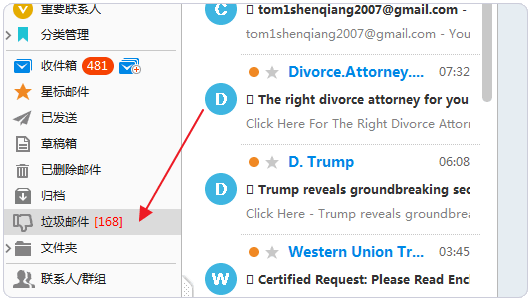 重要联系人
分类管理
收件箱 481
星标邮件
已发送
草稿箱
已删除邮件
归档
垃圾邮件 [168]
文件夹
联系人/群组
C
tom1shenqiang2007@gmail.com -
tom1shenqiang2007@gmail.com - You
D
Divorce.Attorney.... 07:32
The right divorce attorney for you
Click Here For The Right Divorce Attor
D
D. Trump 06:08
Trump reveals groundbreaking sec
Click Here - Trump reveals groundbrea
W
Western Union Tr... 03:45
Certified Request: Please Read Enc